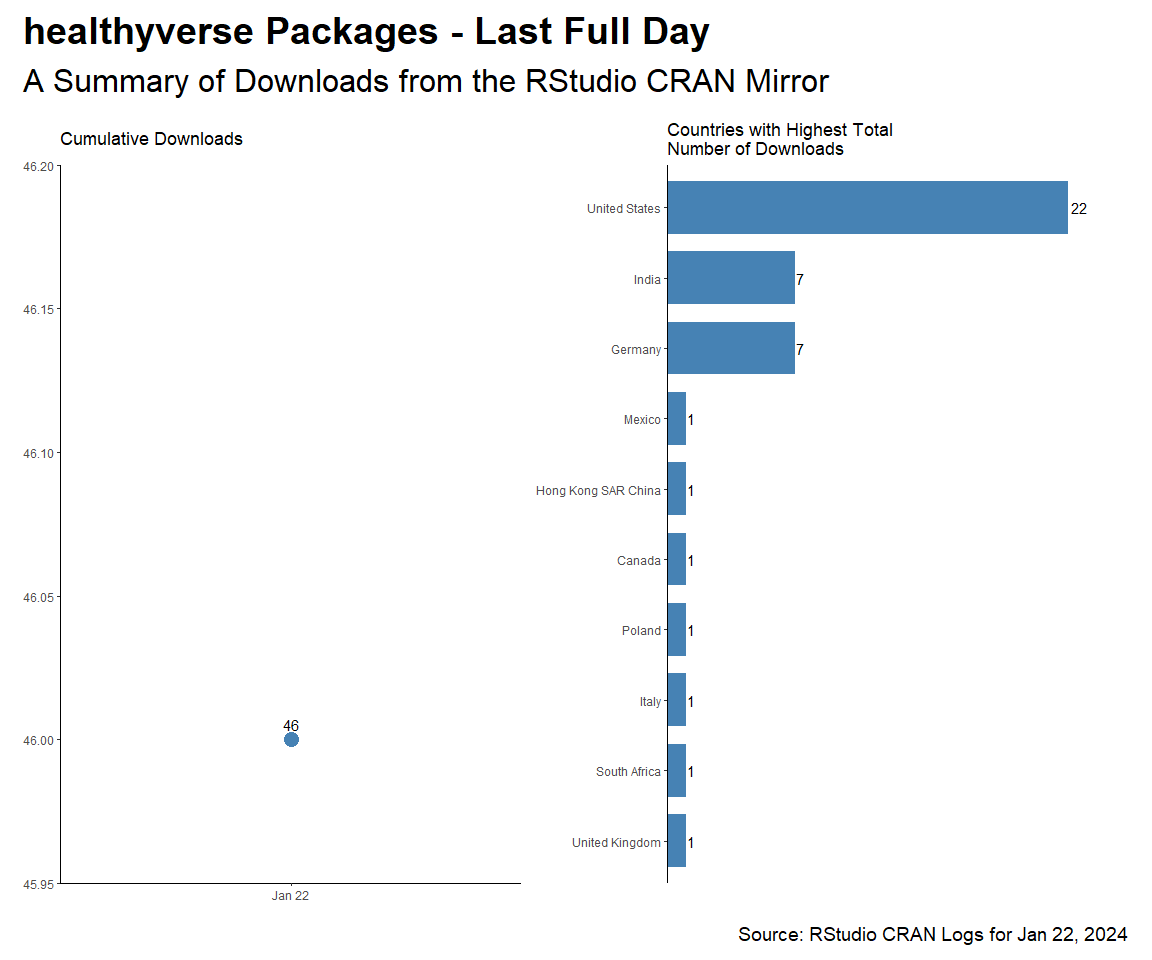 healthyverse Packages - Last Full Day
A Summary of Downloads from the RStudio CRAN Mirror
Cumulative Downloads
46.20
46.15
46.10
46.05
46.00
45.95
46
Jan 22
Countries with Highest Total
Number of Downloads
United States 22
India 7
Germany 7
Mexico 1
Hong Kong SAR China 1
Canada 1
Poland 1
Italy 1
South Africa 1
United Kingdom 1
Source: RStudio CRAN Logs for Jan 22, 2024